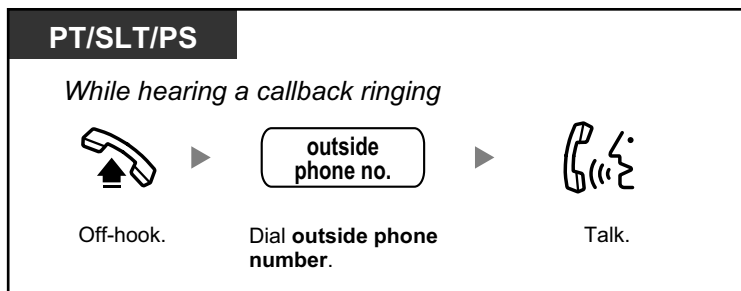 PT/SLT/PS
While hearing a callback ringing
outside
phone no.
Off-hook.
Dial outside phone
number.
Talk.